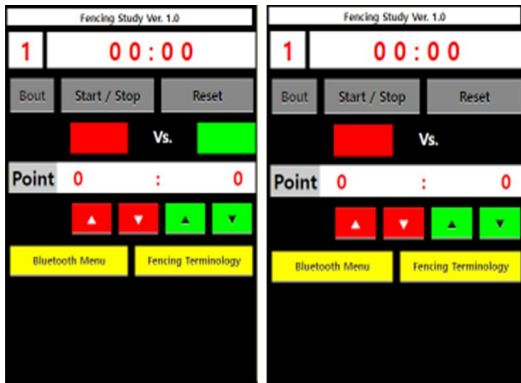 Fencing Study Ver. 1.0
1 00:00
Bout Start / Stop Reset
Vs.
Point 0 : 0
Bluetooth Menu Fencing Terminology
Fencing Study Ver. 1.0
1 00:00
Bout Start / Stop Reset
Vs.
Point 0 : 0
Bluetooth Menu Fencing Terminology